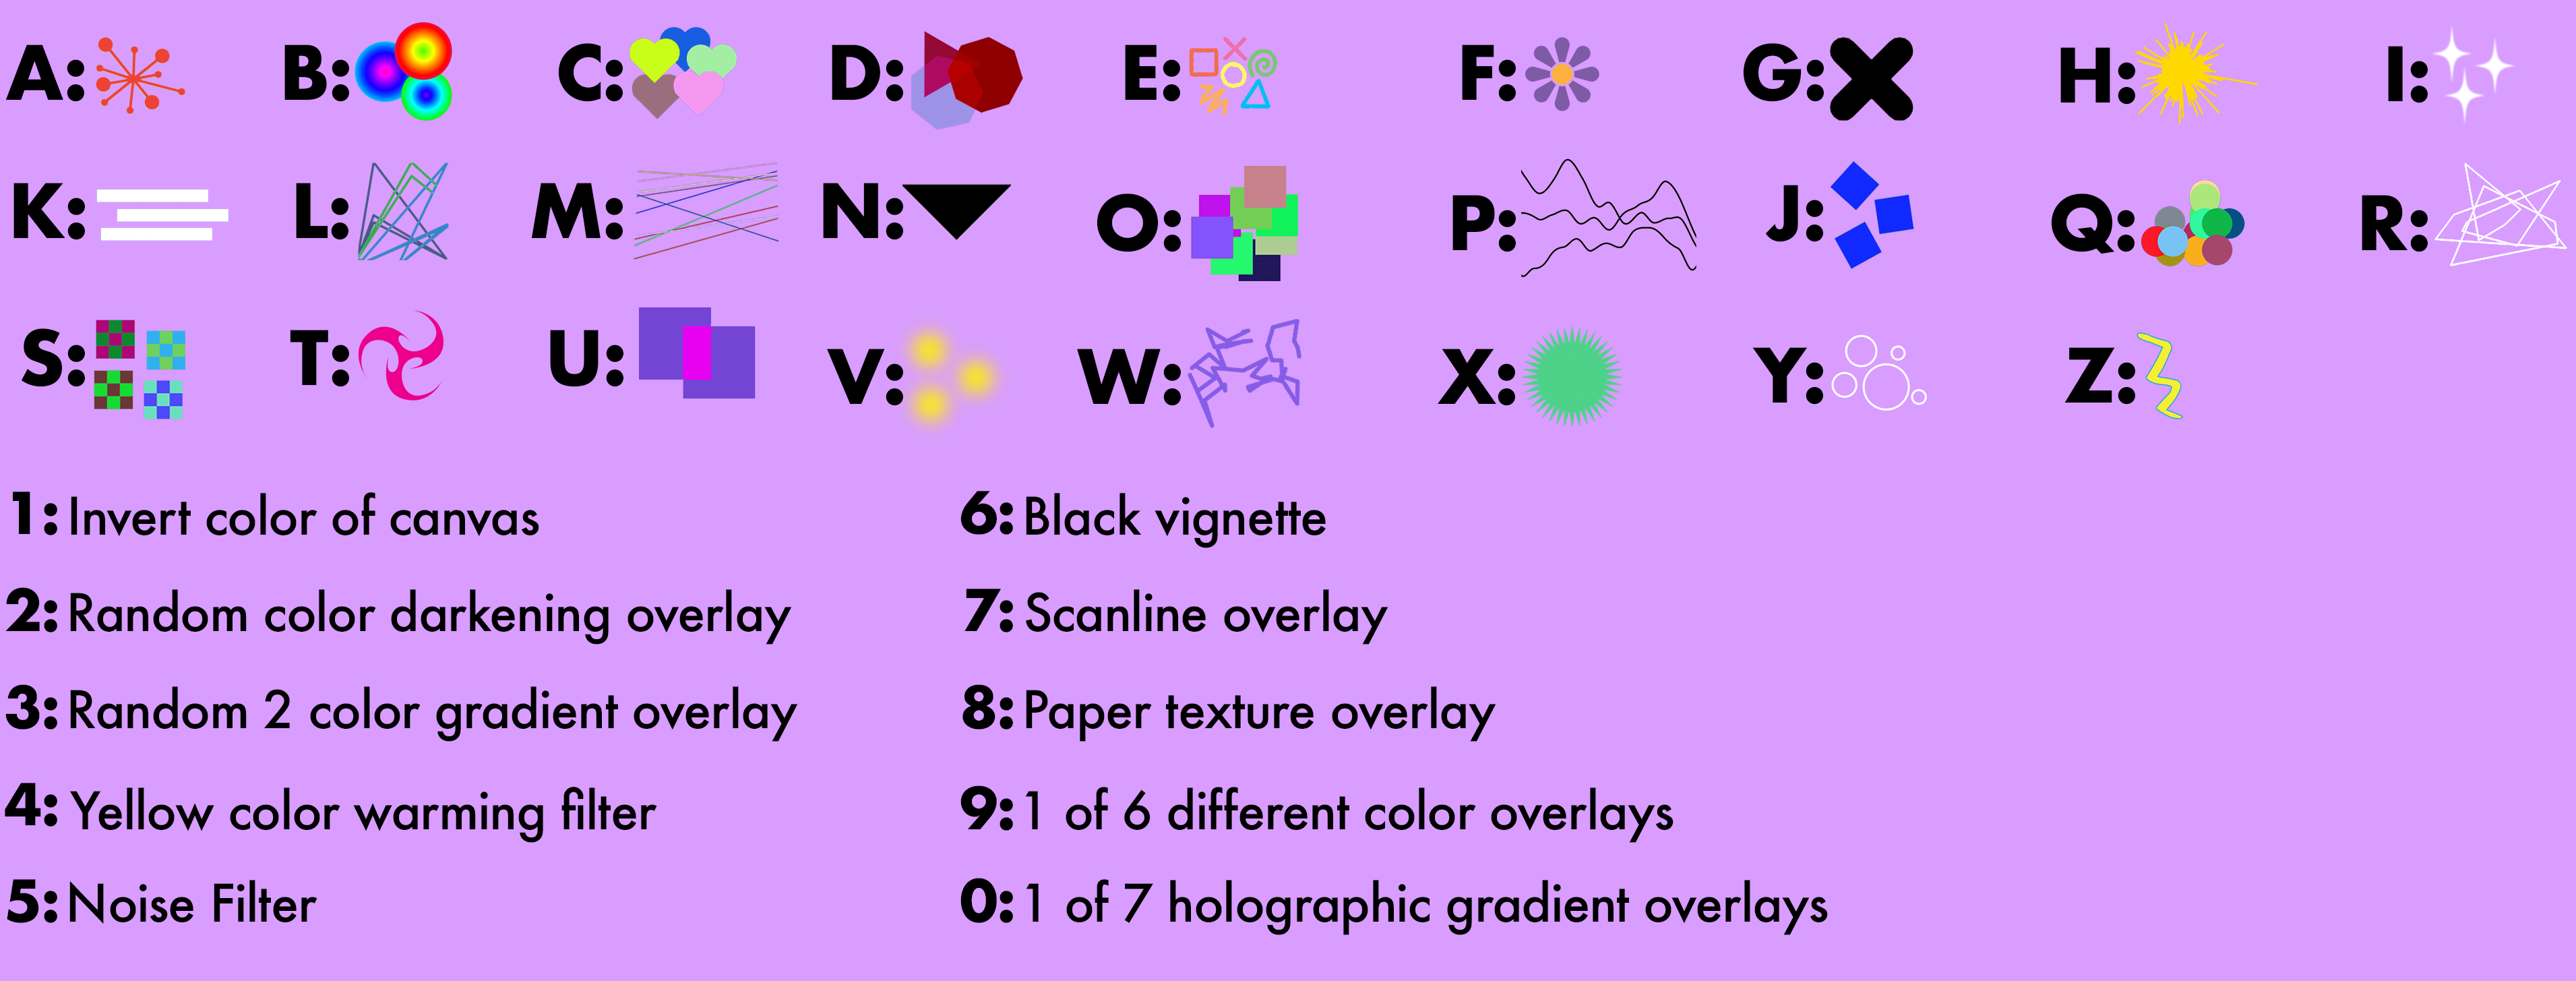 A: B: C: D: E: F: G: H: I:
K: L: M: N: O: P: J: Q: R:
S: T: U: V: W: X: Y: Z:
1: Invert color of canvas
2: Random color darkening overlay
3: Random 2 color gradient overlay
4: Yellow color warming filter
5: Noise Filter
6: Black vignette
7: Scanline overlay
8: Paper texture overlay
9: 1 of 6 different color overlays
0: 1 of 7 holographic gradient overlays